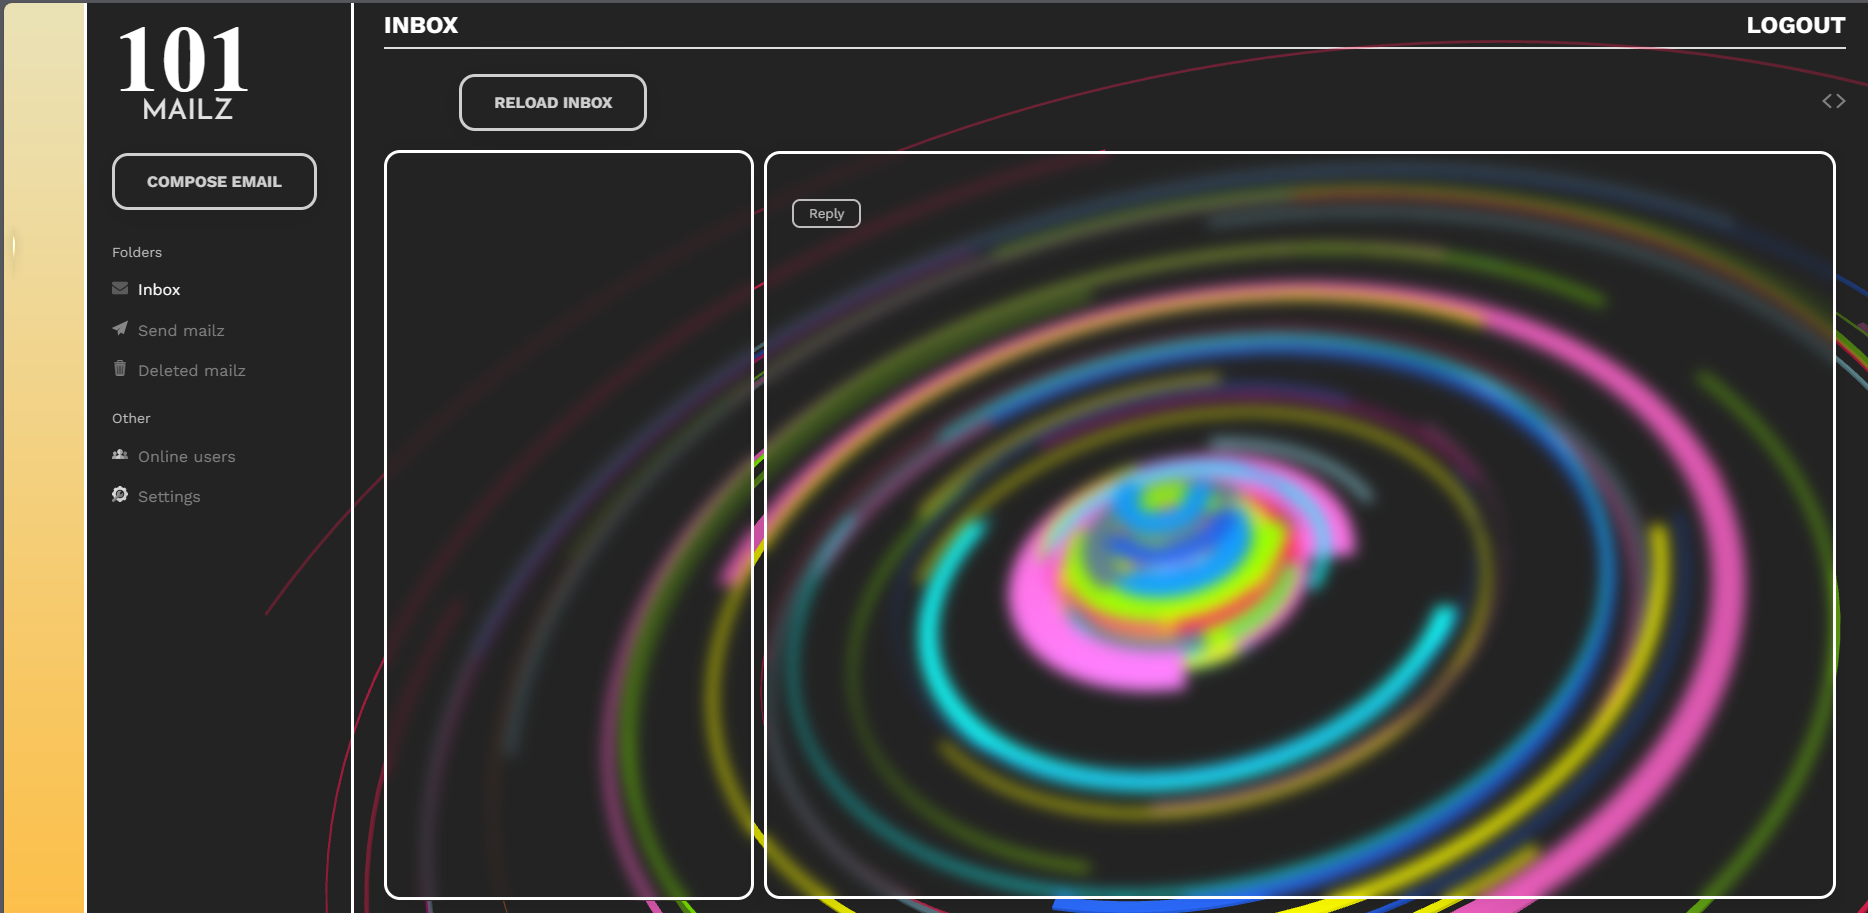 101
MAILZ
COMPOSE EMAIL
Folders
Inbox
Send mailz
Deleted mailz
Other
Online users
Settings
INBOX
LOGOUT
RELOAD INBOX
<>
Reply